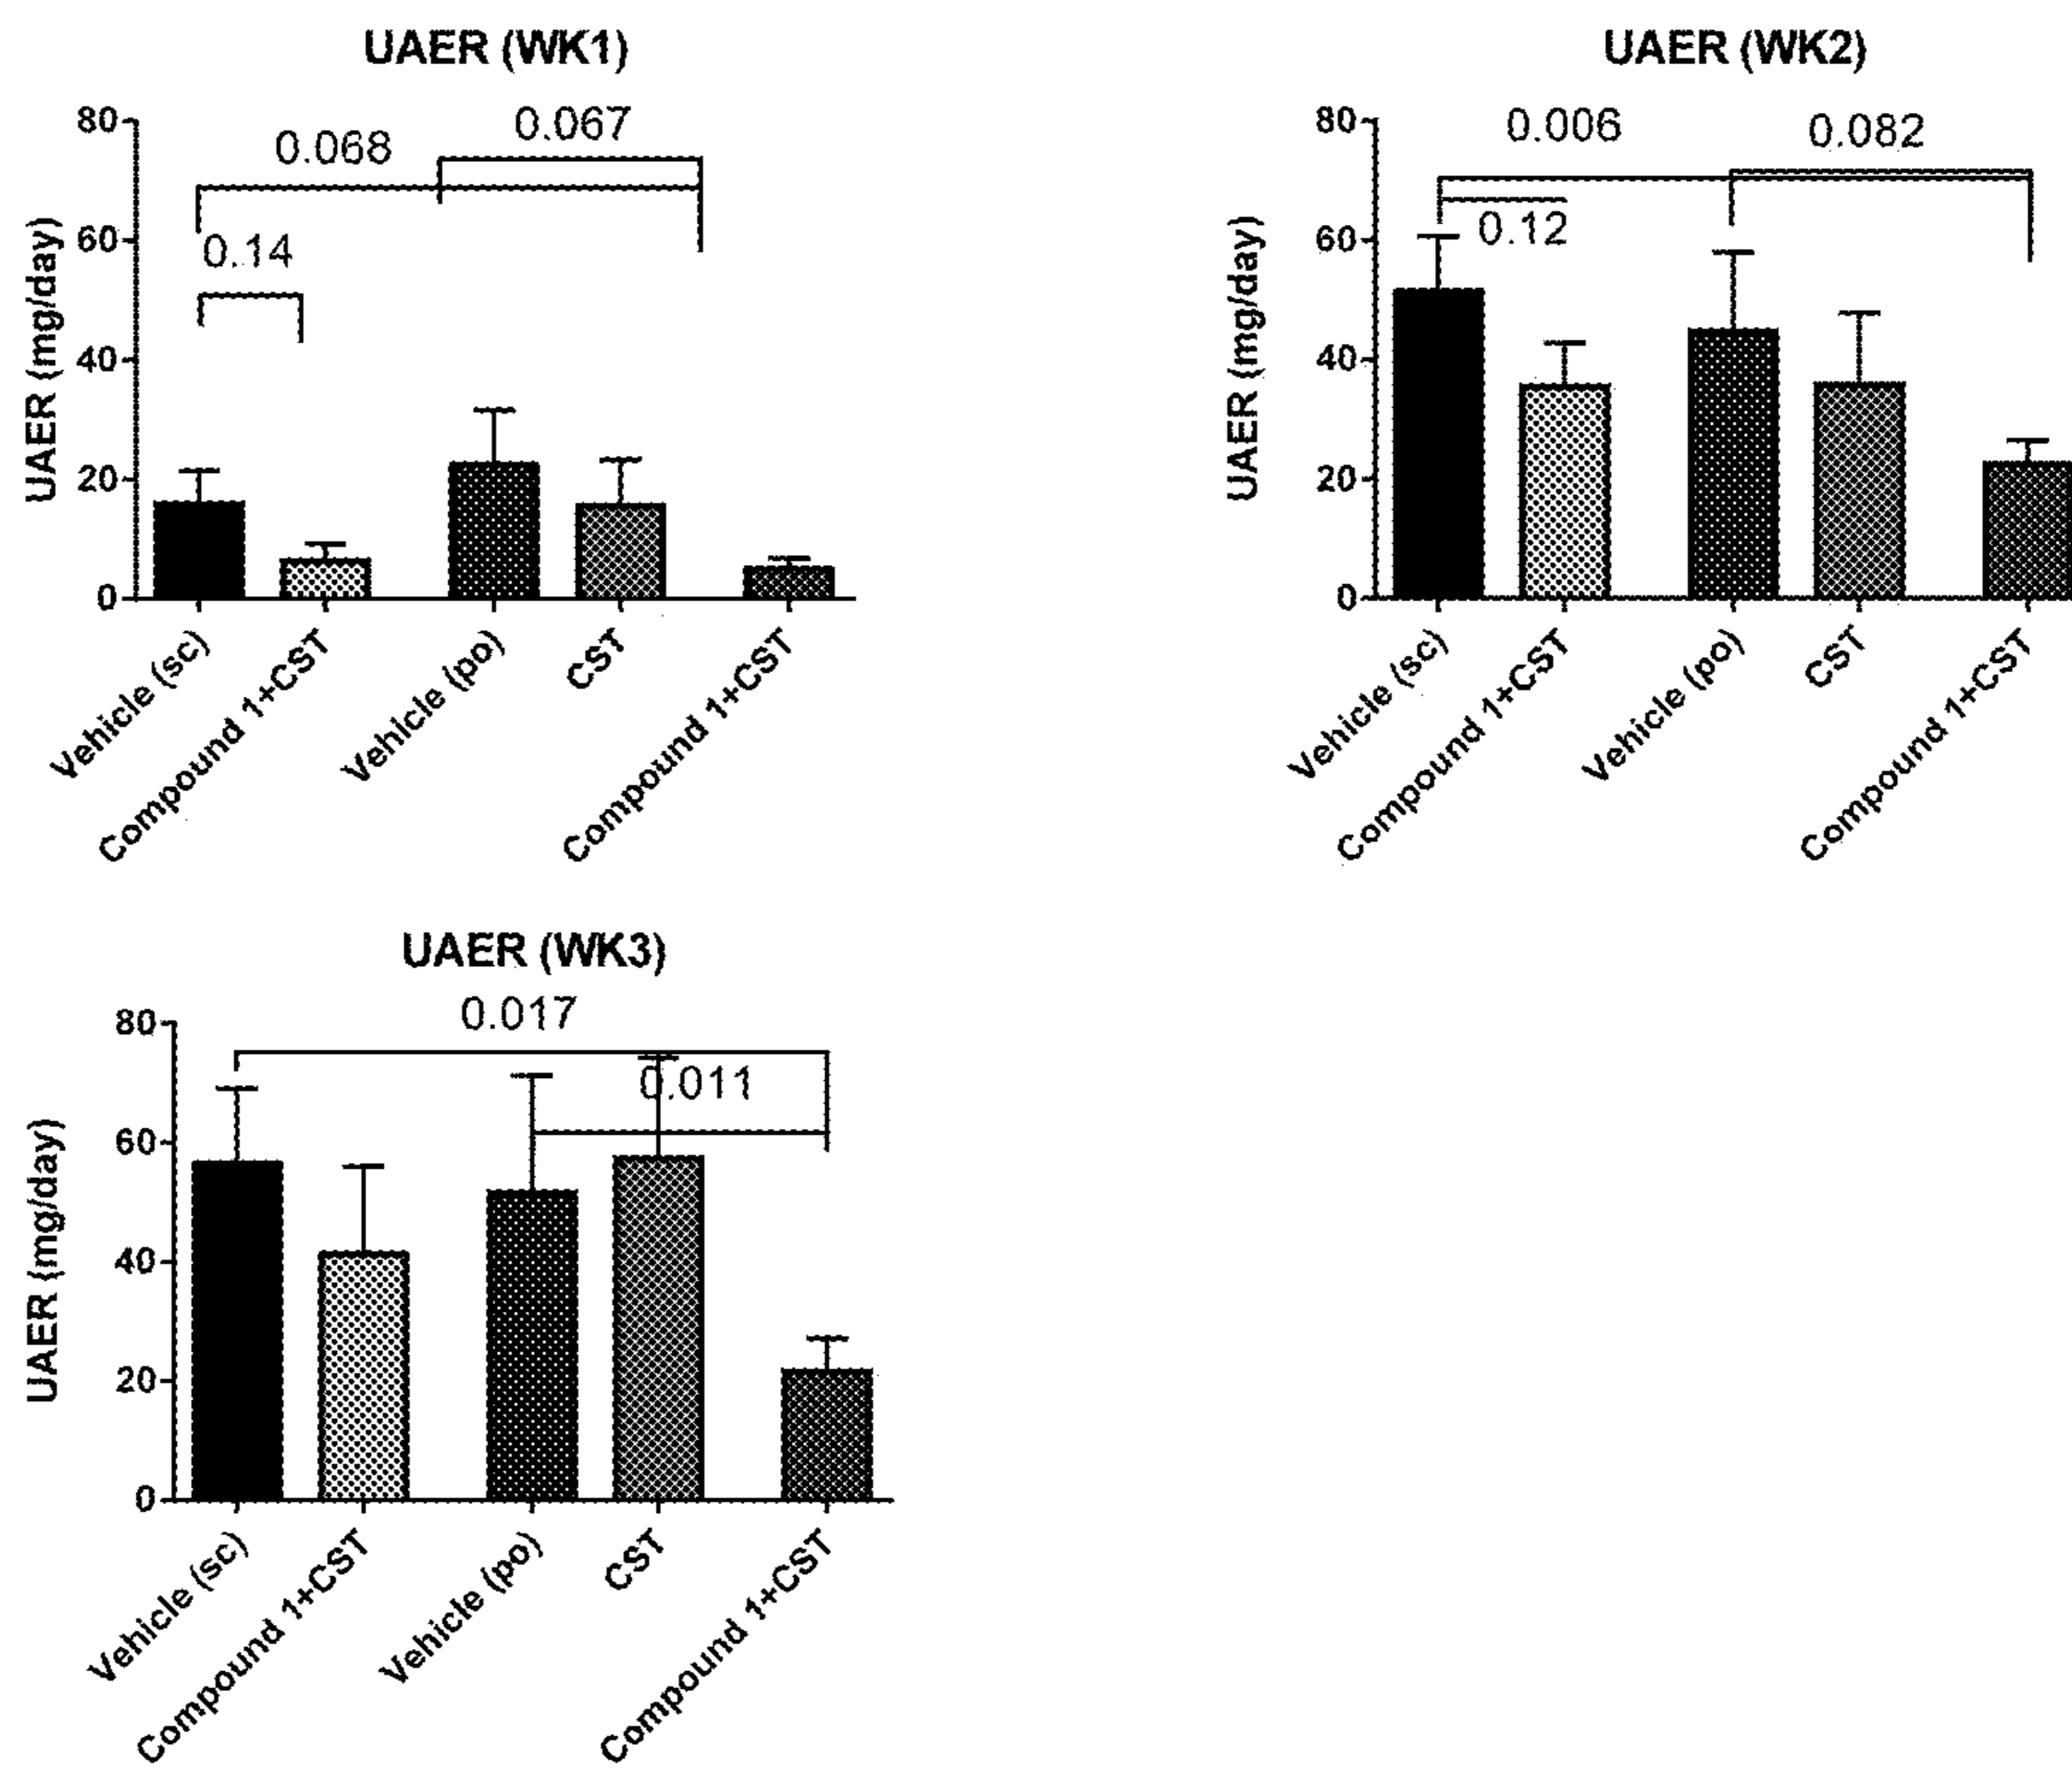 UAER (WK1)
0.067
0.068
0.14
UAER (mg/day)
80
60
40
20
0
Vehicle (sc)
Compound 1+CST
Vehicle (po)
CST
Compound 1+CST
UAER (WK2)
0.006
0.082
0.12
UAER (mg/day)
80
60
40
20
0
Vehicle (sc)
Compound 1+CST
Vehicle (po)
CST
Compound 1+CST
UAER (WK3)
0.017
0.011
UAER (mg/day)
80
60
40
20
0
Vehicle (sc)
Compound 1+CST
Vehicle (po)
CST
Compound 1+CST